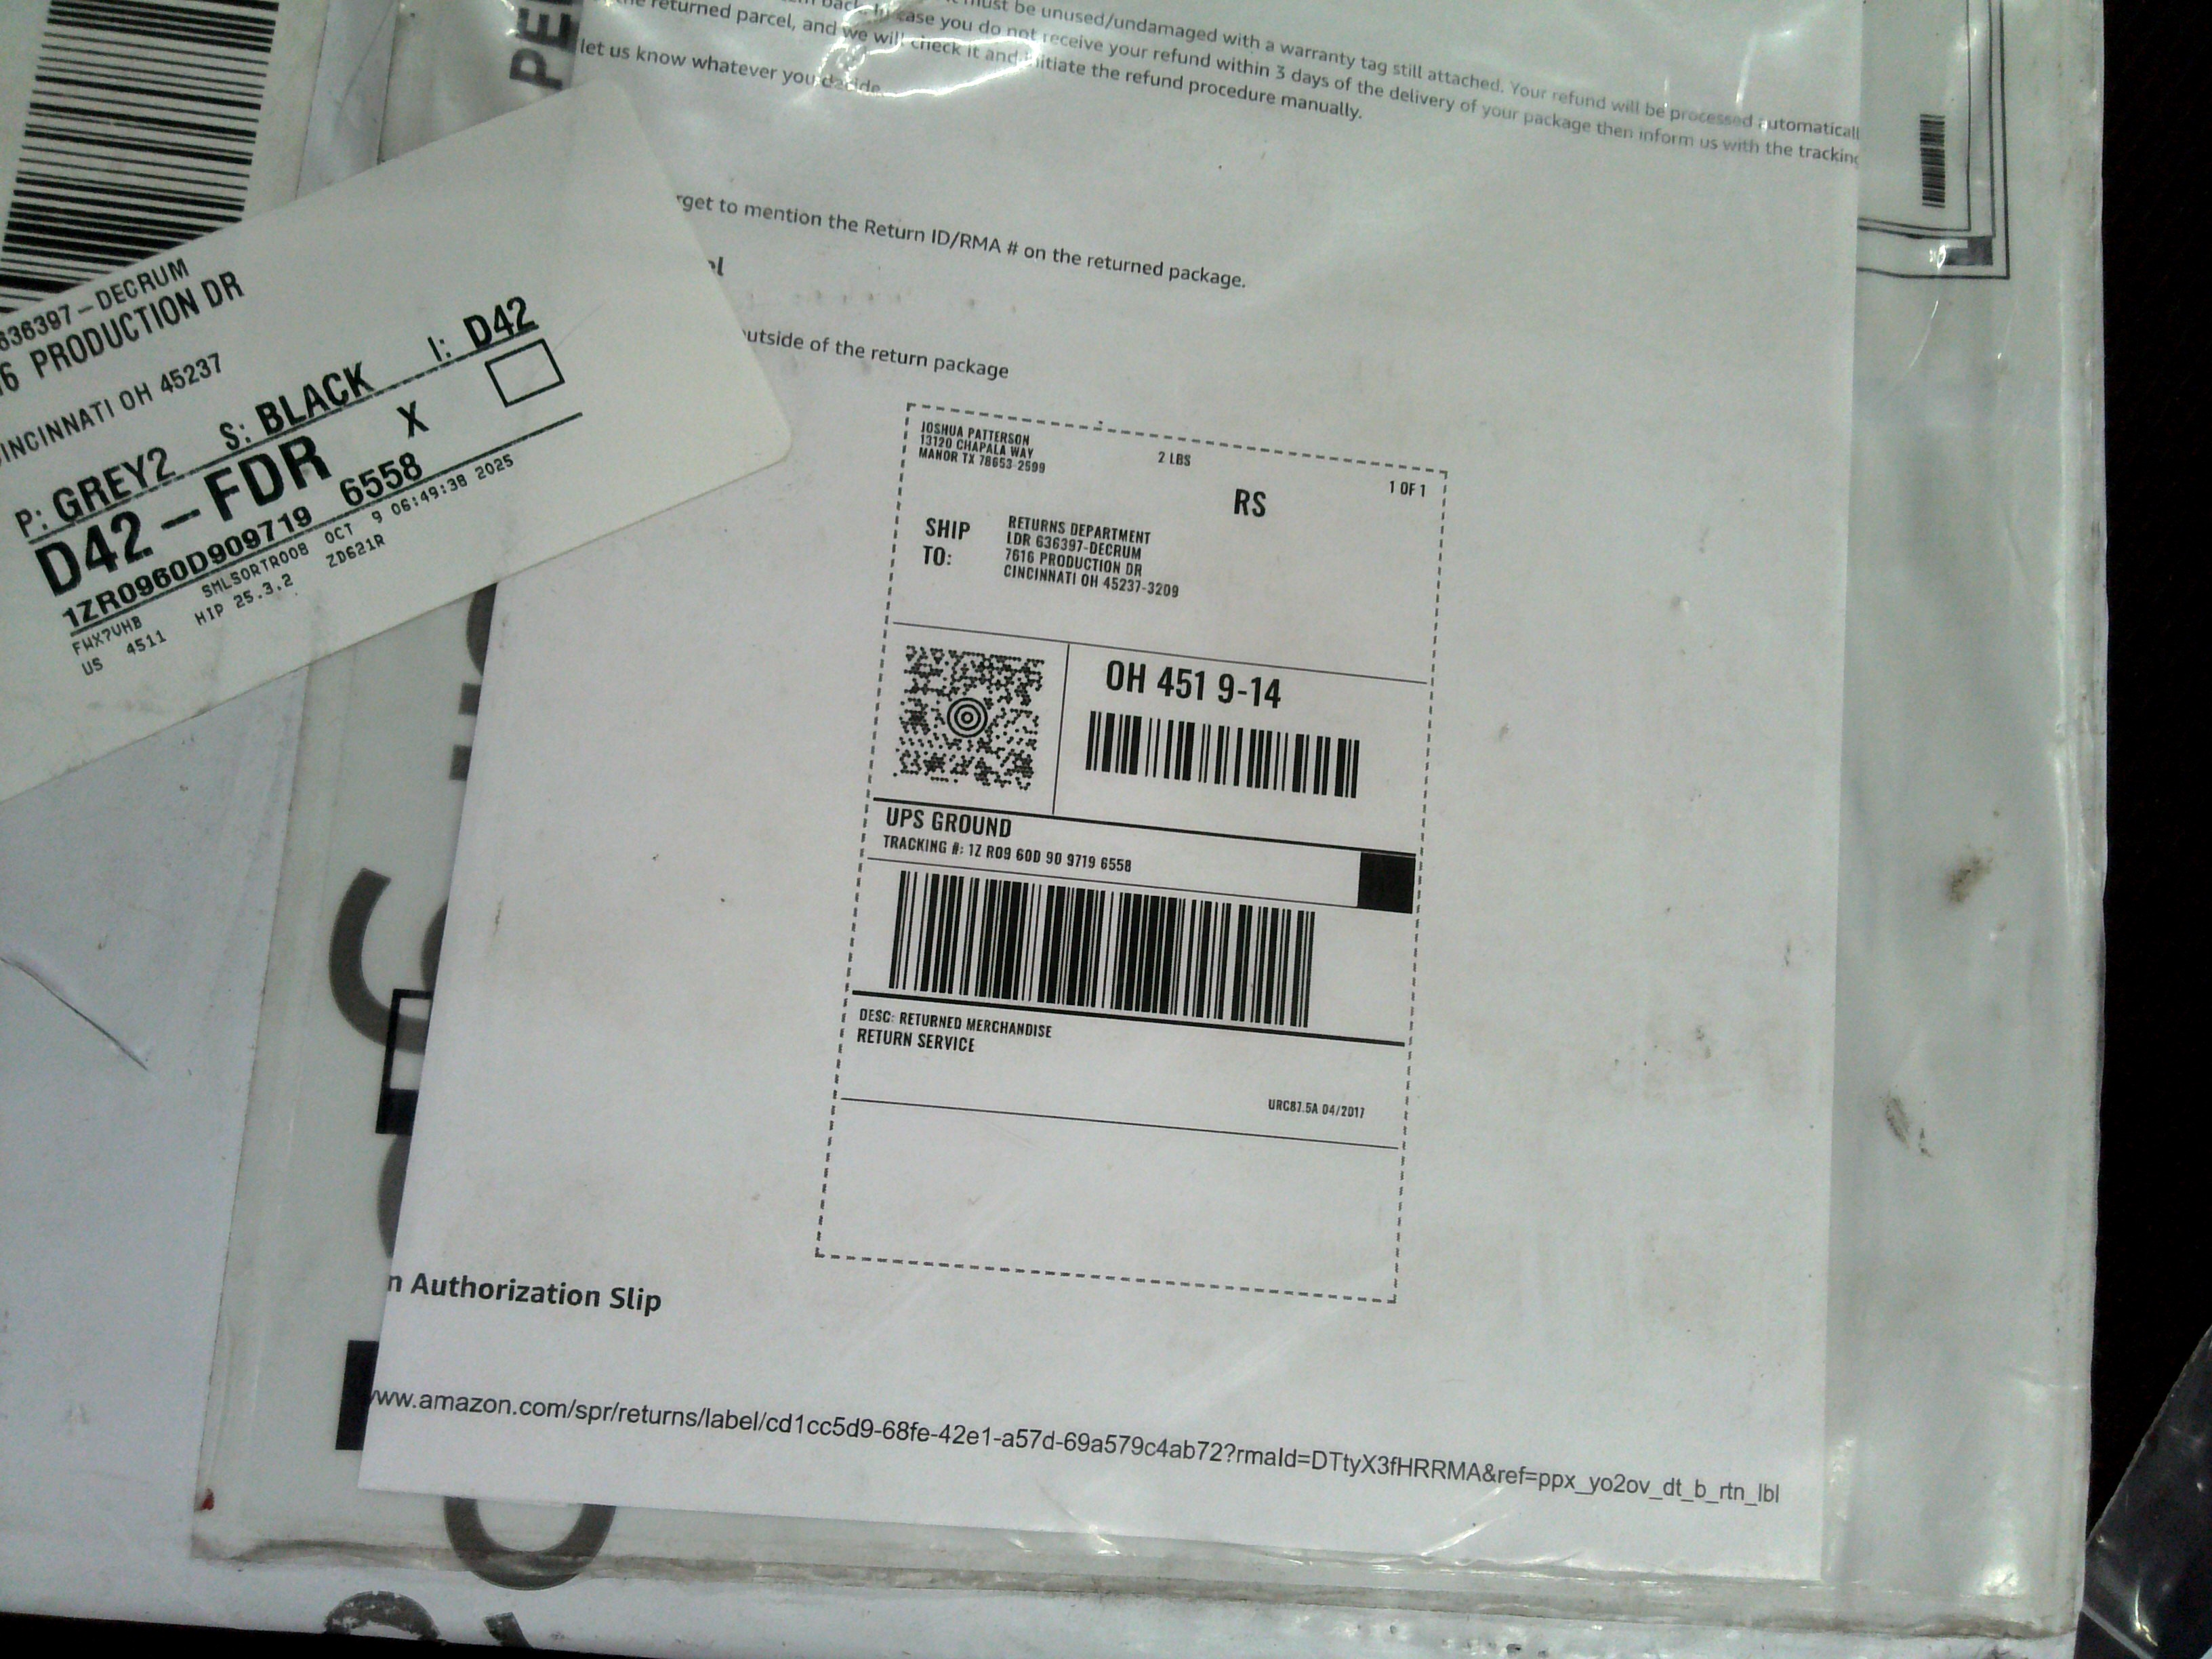 must be unused/undamaged with a warranty tag still attached. Your refund will be processed automaticall
back. In case you do not receive your refund within 3 days of the delivery of your package then inform us with the tracking
returned parcel, and we will check it and initiate the refund procedure manually.
let us know whatever you decide.
rget to mention the Return ID/RMA # on the returned package.
el
utside of the return package
636397-DECRUM
6 PRODUCTION DR
INCINNATI OH 45237
P: GREY2 S: BLACK I: D42
D42-FDR X
1ZR0960D909719 6558
FWX7VHB SMLSORTR008 OCT 9 06:49:38 2025
US 4511 HIP 25.3.2 ZD621R
JOSHUA PATTERSON
13120 CHAPALA WAY
MANOR TX 78653-2599
2 LBS
1 OF 1
RS
SHIP TO:
RETURNS DEPARTMENT
LDR 636397-DECRUM
7616 PRODUCTION DR
CINCINNATI OH 45237-3209
OH 451 9-14
UPS GROUND
TRACKING #: 1Z R09 60D 90 9719 6558
DESC: RETURNED MERCHANDISE
RETURN SERVICE
URC87.5A 04/2017
n Authorization Slip
www.amazon.com/spr/returns/label/cd1cc5d9-68fe-42e1-a57d-69a579c4ab72?rmaId=DTtyX3fHRRMA&ref=ppx_yo2ov_dt_b_rtn_lbl